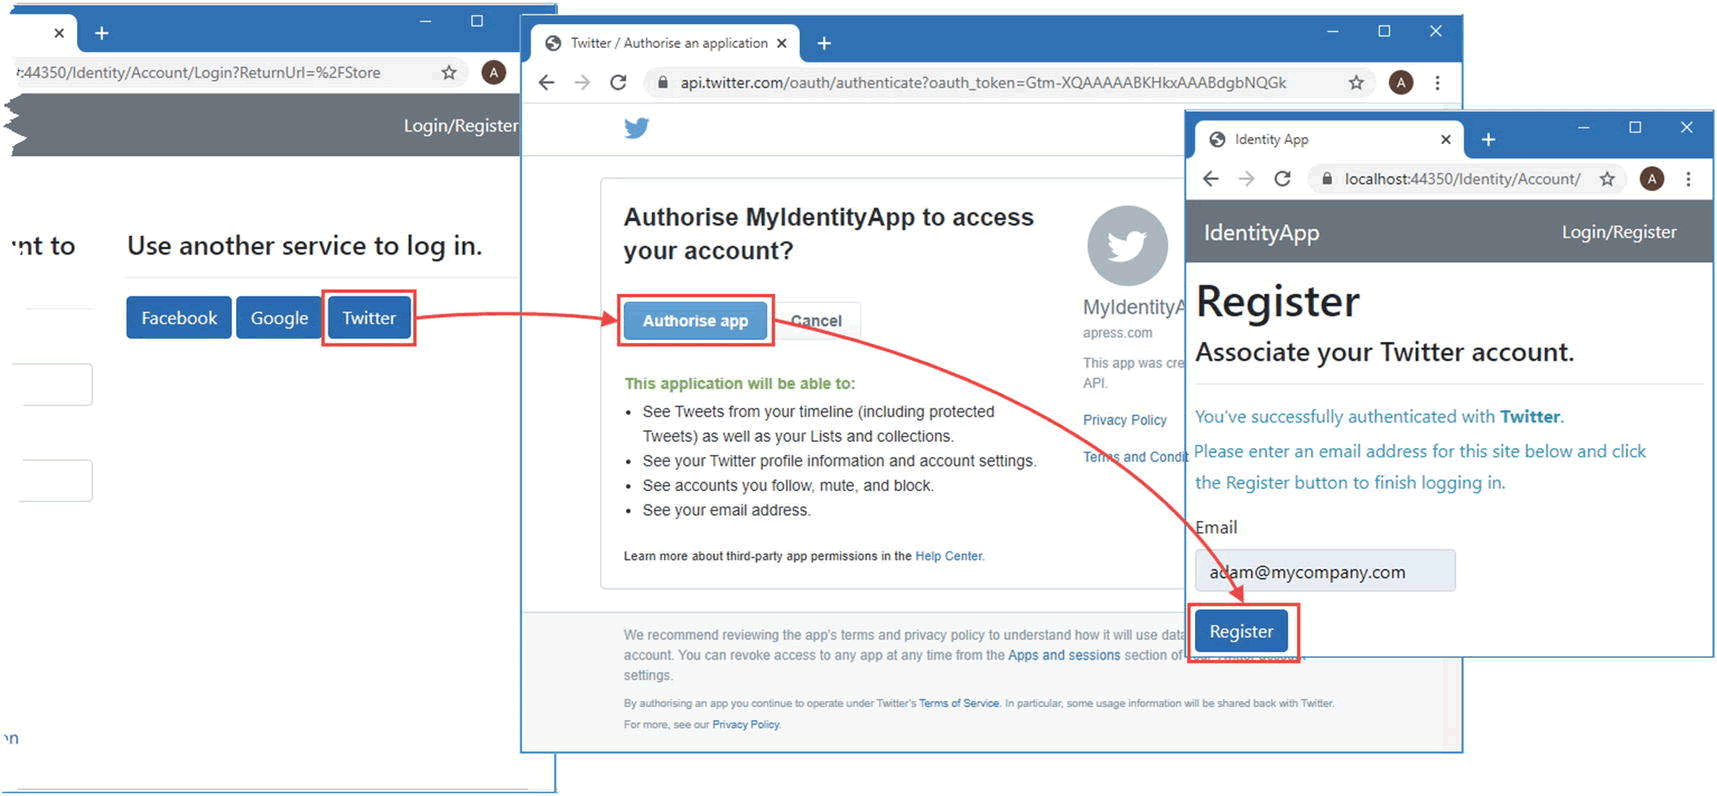 :44350/Identity/Account/Login?ReturnUrl=%2FStore
A
Login/Register
nt to
Use another service to log in.
Facebook
Google
Twitter
Twitter / Authorise an application
api.twitter.com/oauth/authenticate?oauth_token=Gtm-XQAAAAABKHkxAAABdgbNQGk
A
Authorise MyIdentityApp to access
your account?
Authorise app
Cancel
This application will be able to:
• See Tweets from your timeline (including protected
Tweets) as well as your Lists and collections.
• See your Twitter profile information and account settings.
• See accounts you follow, mute, and block.
• See your email address.
Learn more about third-party app permissions in the Help Center.
MyIdentityA
apress.com
This app was cre
API.
Privacy Policy
Terms and Condit
We recommend reviewing the app's terms and privacy policy to understand how it will use data
account. You can revoke access to any app at any time from the Apps and sessions section of
settings.
By authorising an app you continue to operate under Twitter's Terms of Service. In particular, some usage information will be shared back with Twitter.
For more, see our Privacy Policy.
Identity App
localhost:44350/Identity/Account/
A
IdentityApp
Login/Register
Register
Associate your Twitter account.
You've successfully authenticated with Twitter.
Please enter an email address for this site below and click
the Register button to finish logging in.
Email
adam@mycompany.com
Register
on